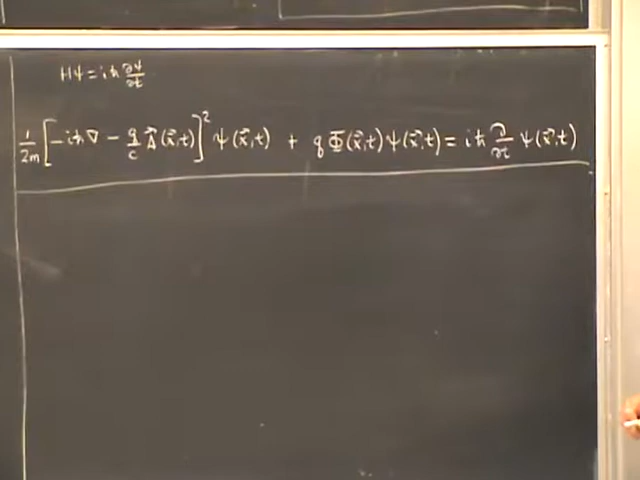 Hψ = iħ ∂ψ/∂t
1/2m [-iħ∇ - q/c A⃗(x⃗,t)]² ψ(x⃗,t) + q Φ(x⃗,t) ψ(x⃗,t) = iħ ∂/∂t ψ(x⃗,t)